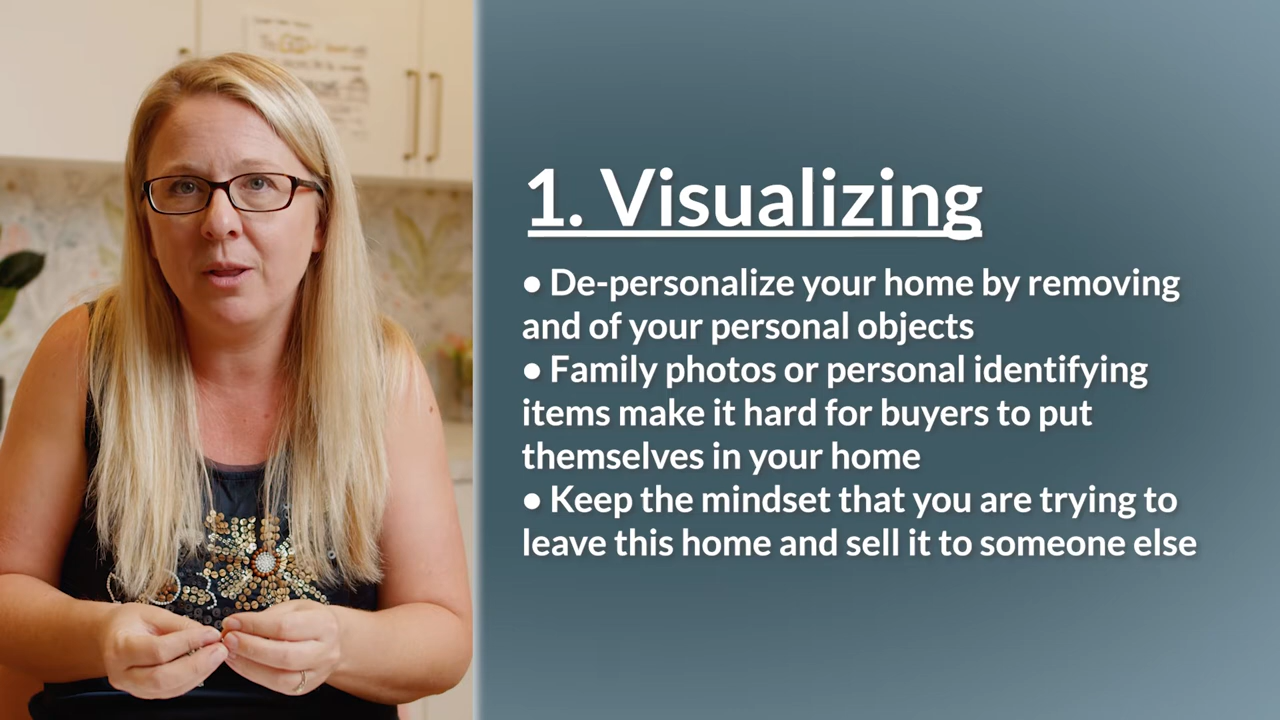 1. Visualizing
● De-personalize your home by removing
and of your personal objects
● Family photos or personal identifying
items make it hard for buyers to put
themselves in your home
● Keep the mindset that you are trying to
leave this home and sell it to someone else